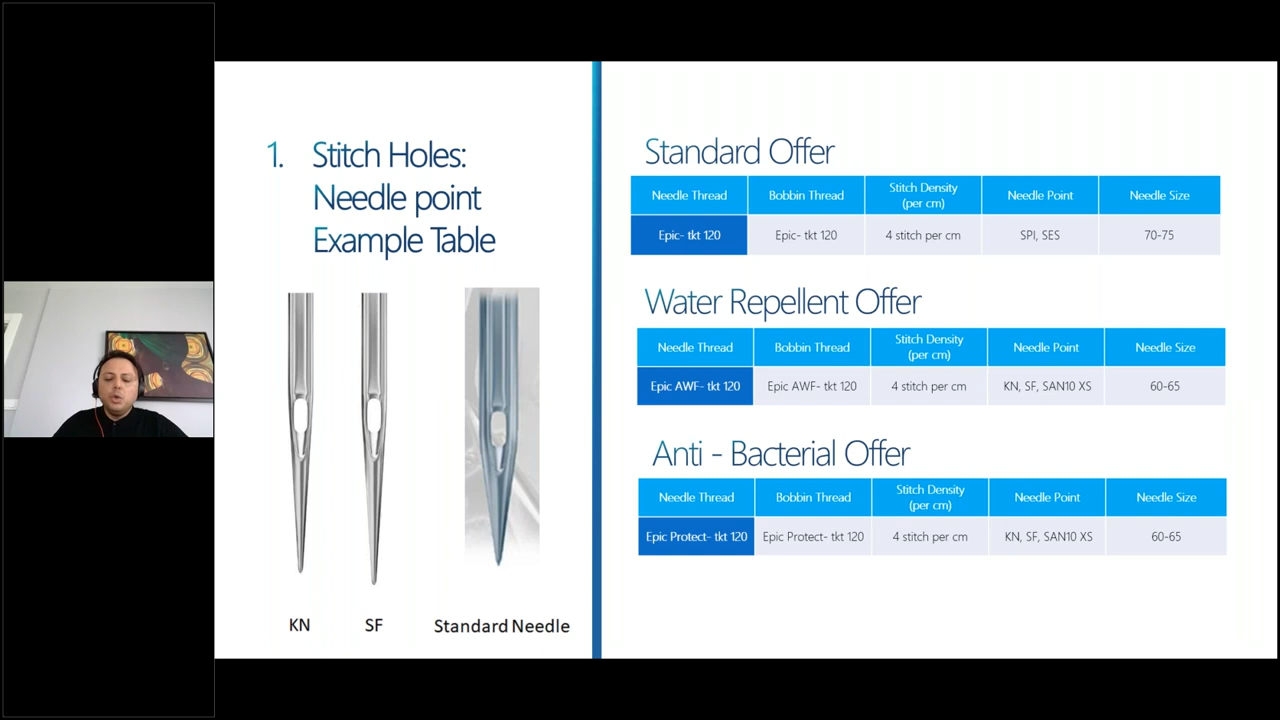 1. Stitch Holes:
Needle point
Example Table
KN
SF
Standard Needle
Standard Offer
Needle Thread
Bobbin Thread
Stitch Density
(per cm)
Needle Point
Needle Size
Epic- tkt 120
Epic- tkt 120
4 stitch per cm
SPI, SES
70-75
Water Repellent Offer
Needle Thread
Bobbin Thread
Stitch Density
(per cm)
Needle Point
Needle Size
Epic AWF- tkt 120
Epic AWF- tkt 120
4 stitch per cm
KN, SF, SAN10 XS
60-65
Anti - Bacterial Offer
Needle Thread
Bobbin Thread
Stitch Density
(per cm)
Needle Point
Needle Size
Epic Protect- tkt 120
Epic Protect- tkt 120
4 stitch per cm
KN, SF, SAN10 XS
60-65